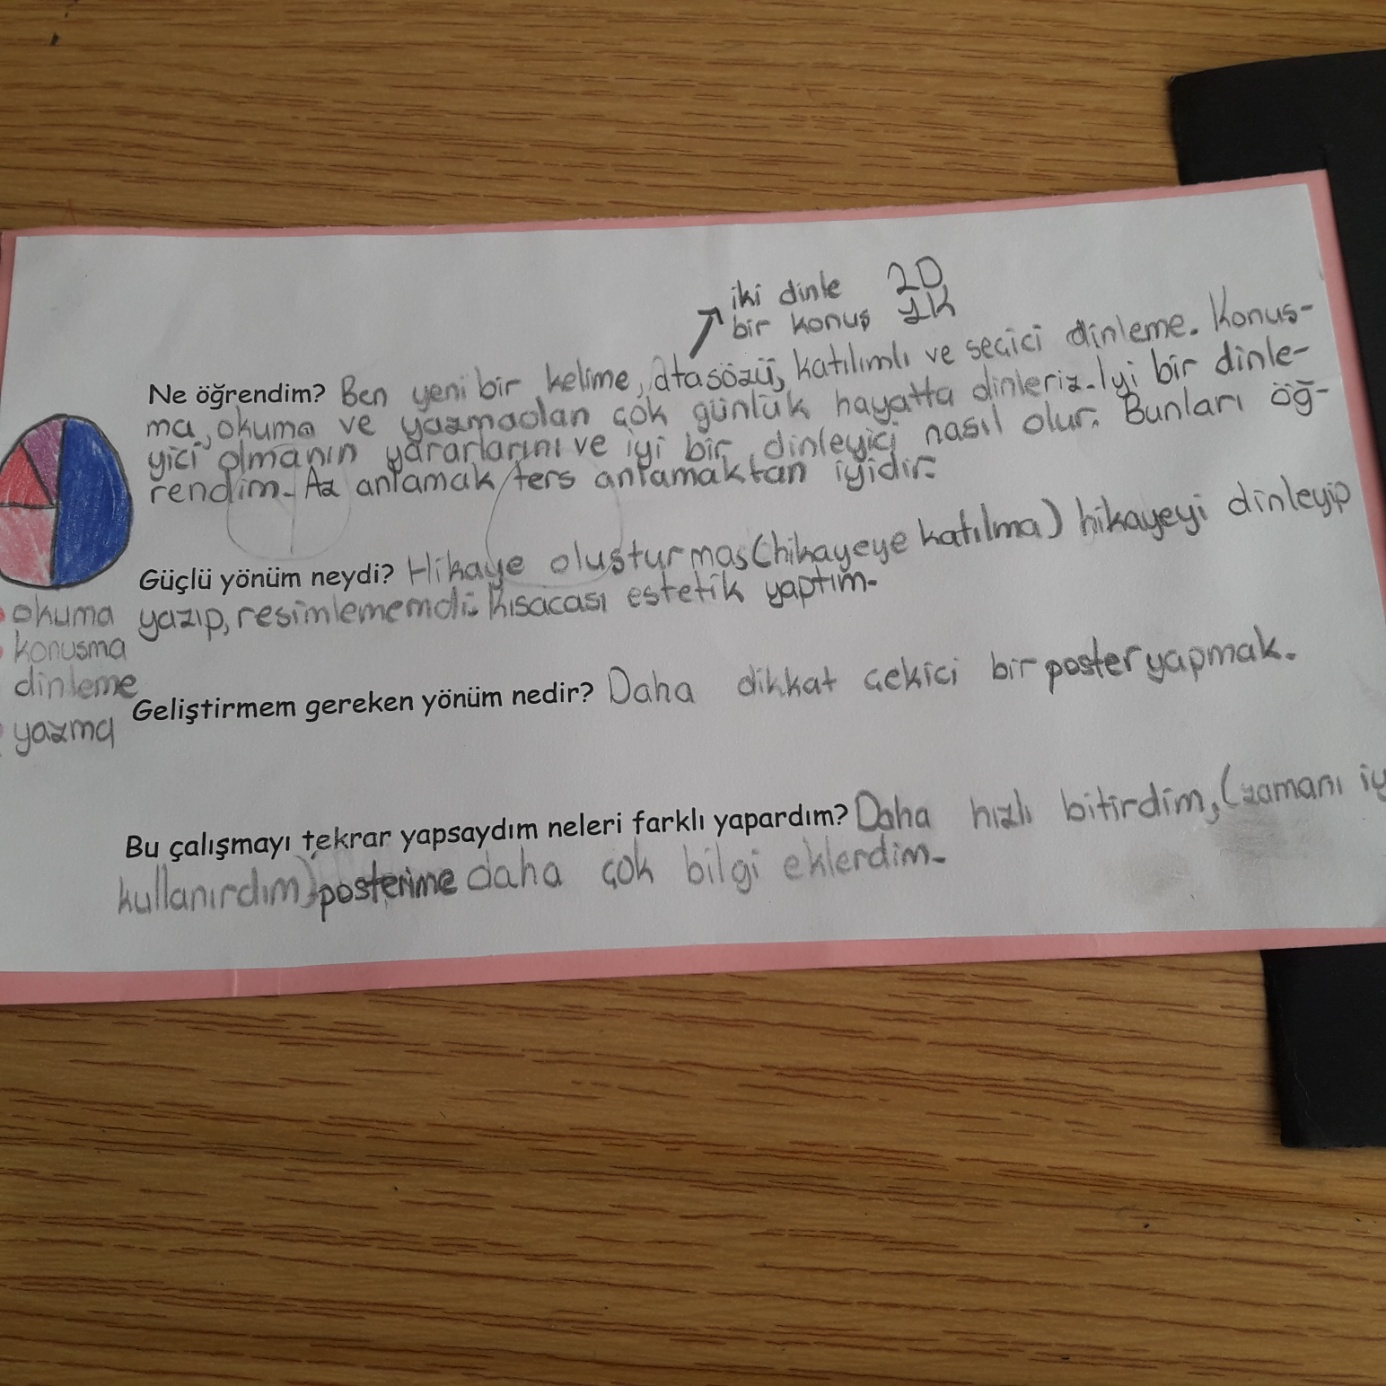 iki dinle 2D
bir konuş 1K
Ne öğrendim? Ben yeni bir kelime, atasözü, katılımlı ve seçici dinleme. Konuş-
ma, okuma ve yazmadan çok günlük hayatta dinleriz. İyi bir dinle-
yici olmanın yararlarını ve iyi bir dinleyici nasıl olur. Bunları öğ-
rendim. Az anlamak ters anlamaktan iyidir.
Güçlü yönüm neydi? Hikaye oluşturmas (hikayeye katılma) hikayeyi dinleyip
yazıp, resimlememdi. Kısacası estetik yaptım.
okuma
konusma
dinleme
yazma
Geliştirmem gereken yönüm nedir? Daha dikkat çekici bir poster yapmak.
Bu çalışmayı tekrar yapsaydım neleri farklı yapardım? Daha hızlı bitirdim, (zamanı iy
kullanırdım) posterime daha çok bilgi eklerdim.